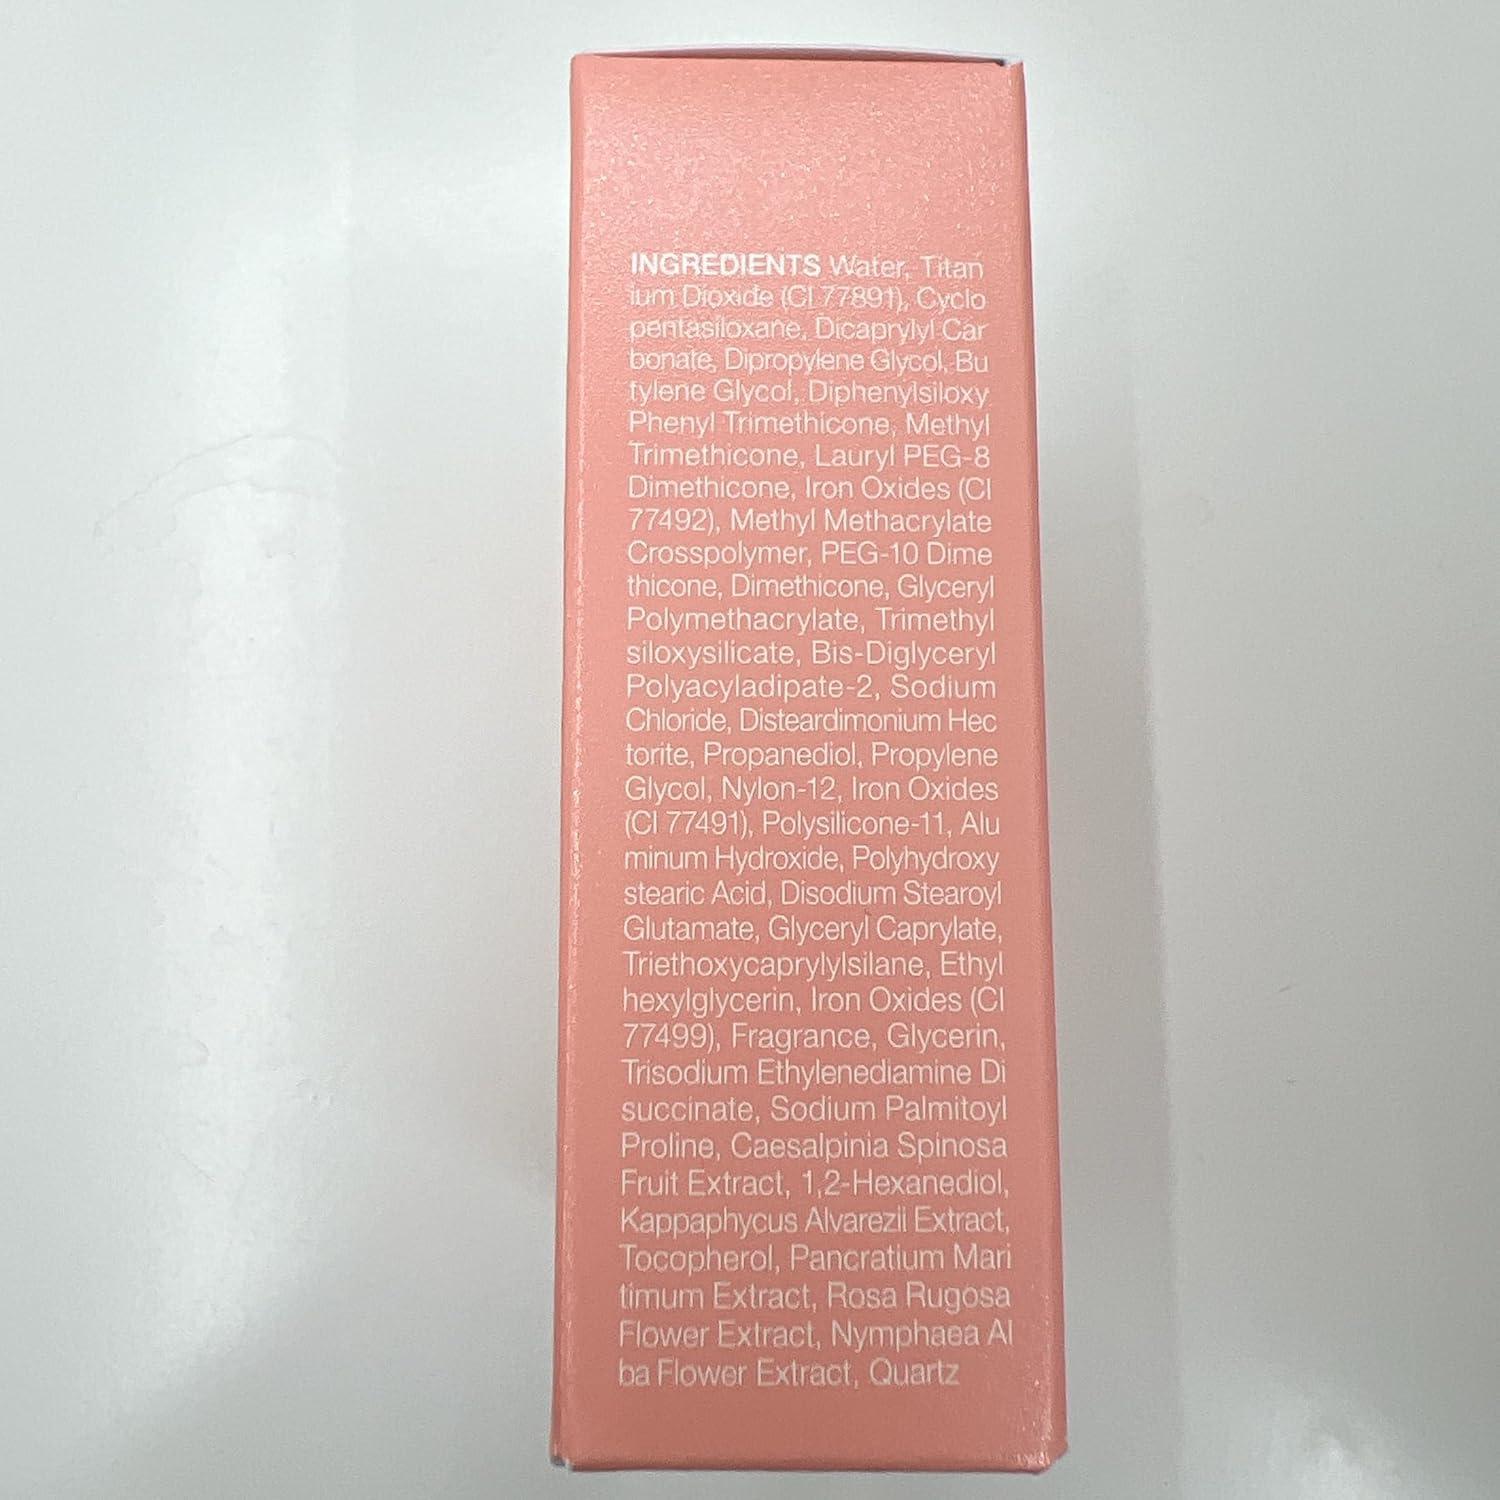 INGREDIENTS Water, Titan
ium Dioxide (CI 77891), Cyclo
pentasiloxane, Dicaprylyl Car
bonate, Dipropylene Glycol, Bu
tylene Glycol, Diphenylsiloxy
Phenyl Trimethicone, Methyl
Trimethicone, Lauryl PEG-8
Dimethicone, Iron Oxides (CI
77492), Methyl Methacrylate
Crosspolymer, PEG-10 Dime
thicone, Dimethicone, Glyceryl
Polymethacrylate, Trimethyl
siloxysilicate, Bis-Diglyceryl
Polyacyladipate-2, Sodium
Chloride, Disteardimonium Hec
torite, Propanediol, Propylene
Glycol, Nylon-12, Iron Oxides
(CI 77491), Polysilicone-11, Alu
minum Hydroxide, Polyhydroxy
stearic Acid, Disodium Stearoyl
Glutamate, Glyceryl Caprylate,
Triethoxycaprylylsilane, Ethyl
hexylglycerin, Iron Oxides (CI
77499), Fragrance, Glycerin,
Trisodium Ethylenediamine Di
succinate, Sodium Palmitoyl
Proline, Caesalpinia Spinosa
Fruit Extract, 1,2-Hexanediol,
Kappaphycus Alvarezii Extract,
Tocopherol, Pancratium Mari
timum Extract, Rosa Rugosa
Flower Extract, Nymphaea Al
ba Flower Extract, Quartz